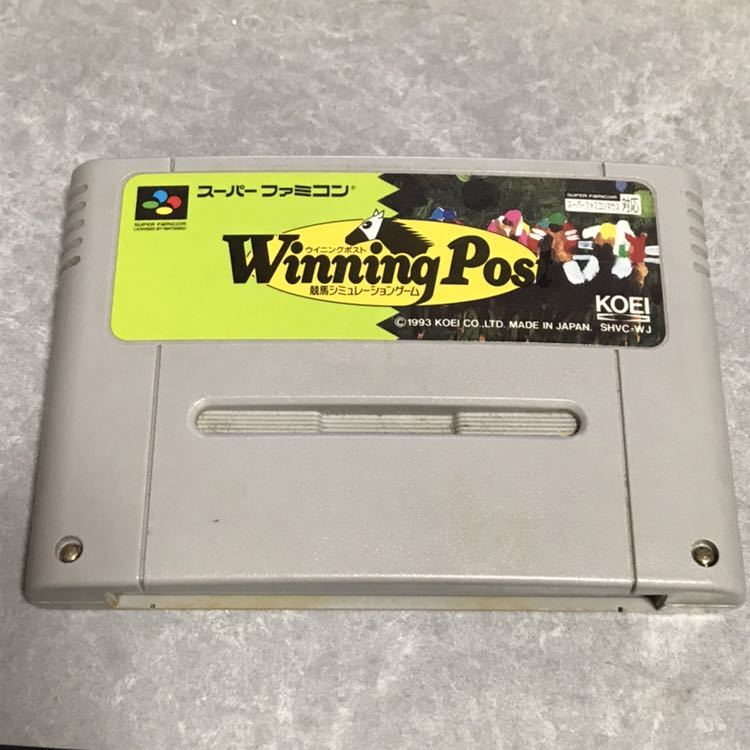 スーパーファミコン®
SUPER FAMICOM
LICENSED BY NINTENDO
SUPER FAMICOM
スーパーファミコンマウス対応
ウイニングポスト
Winning Post
競馬シミュレーションゲーム
KOEI
©1993 KOEI CO.,LTD. MADE IN JAPAN. SHVC-WJ